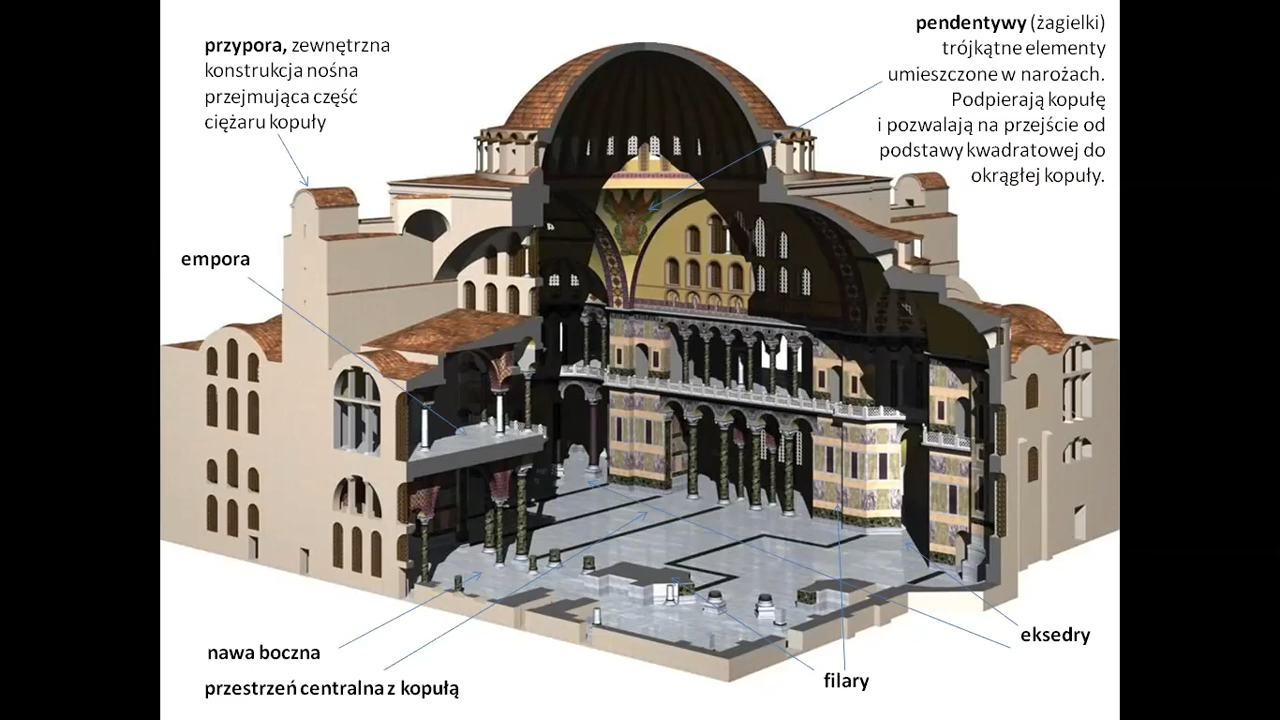 przypora, zewnętrzna
konstrukcja nośna
przejmująca część
ciężaru kopuły
pendentywy (żagielki)
trójkątne elementy
umieszczone w narożach.
Podpierają kopułę
i pozwalają na przejście od
podstawy kwadratowej do
okrągłej kopuły.
empora
nawa boczna
przestrzeń centralna z kopułą
filary
eksedry